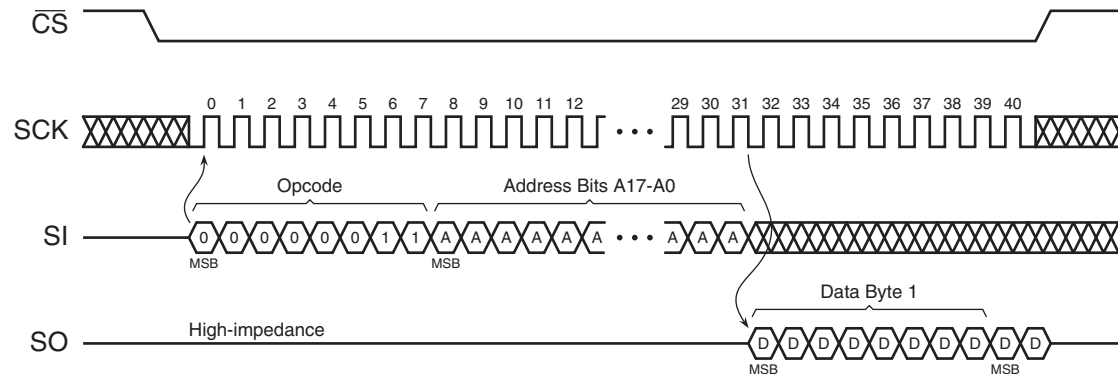 CS
0 1 2 3 4 5 6 7 8 9 10 11 12 29 30 31 32 33 34 35 36 37 38 39 40
SCK
Opcode Address Bits A17-A0
SI 0 0 0 0 0 0 1 1 A A A A A A A A A
MSB MSB
Data Byte 1
High-impedance
SO D D D D D D D D D D
MSB MSB